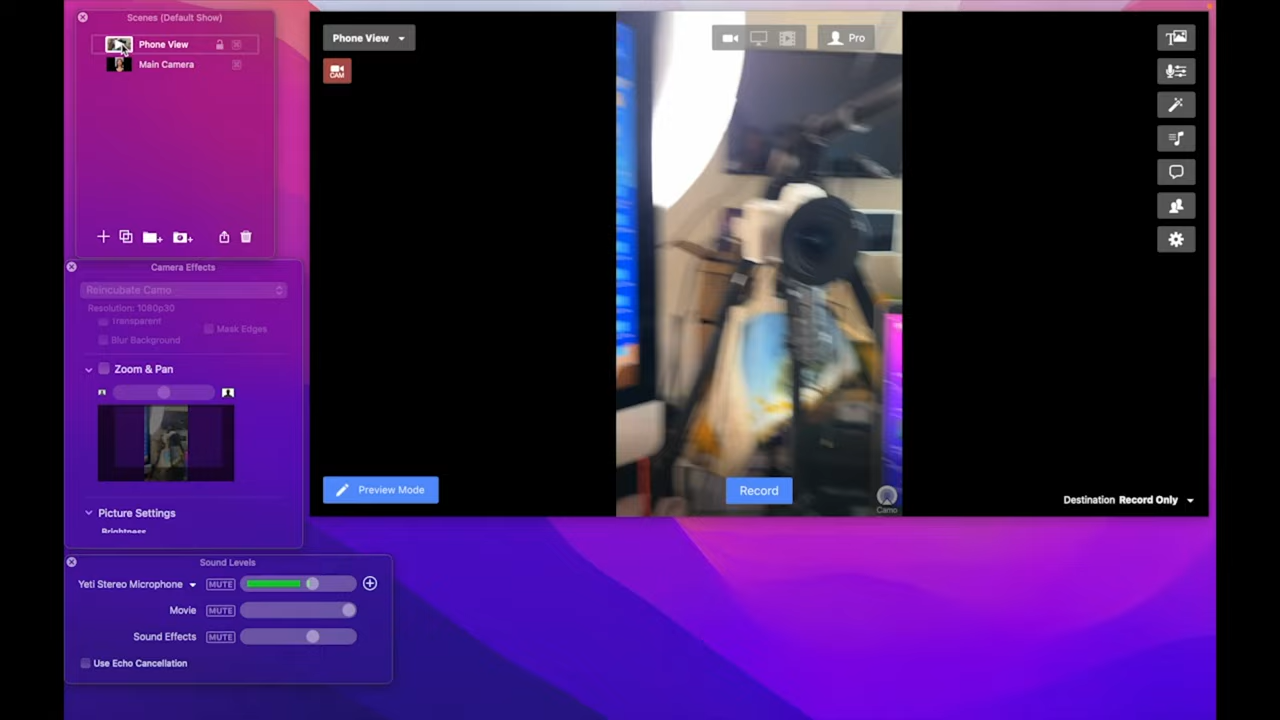 Scenes (Default Show)
Phone View
Main Camera
Camera Effects
Reincubate Camo
Resolution: 1080p30
Transparent
Mask Edges
Blur Background
Zoom & Pan
Picture Settings
Brightness
Sound Levels
Yeti Stereo Microphone
MUTE
Movie
MUTE
Sound Effects
MUTE
Use Echo Cancellation
Phone View
CAM
Pro
T
Preview Mode
Record
Camo
Destination Record Only